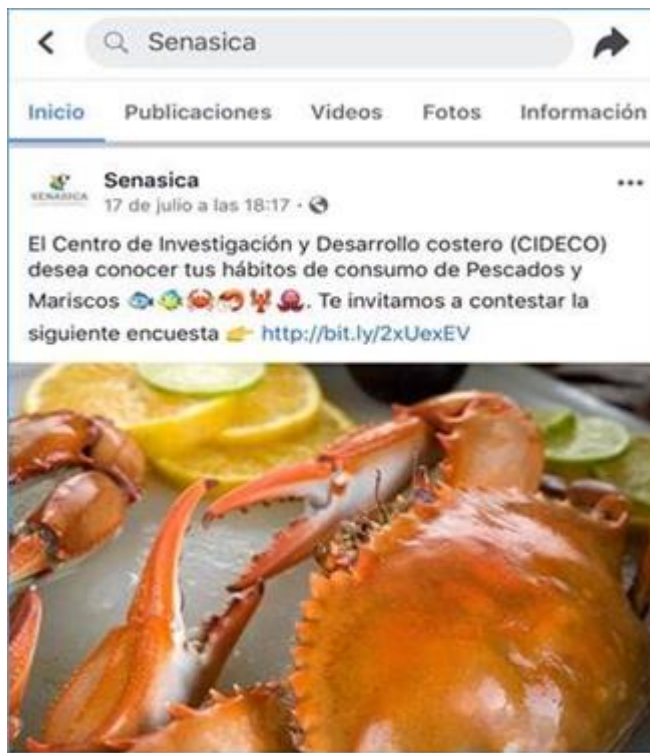 Senasica
Inicio Publicaciones Videos Fotos Información
SENASICA
Senasica
17 de julio a las 18:17 ·
El Centro de Investigación y Desarrollo costero (CIDECO)
desea conocer tus hábitos de consumo de Pescados y
Mariscos 🐟🐠🦀🦐🦞🐙. Te invitamos a contestar la
siguiente encuesta 👉 http://bit.ly/2xUexEV